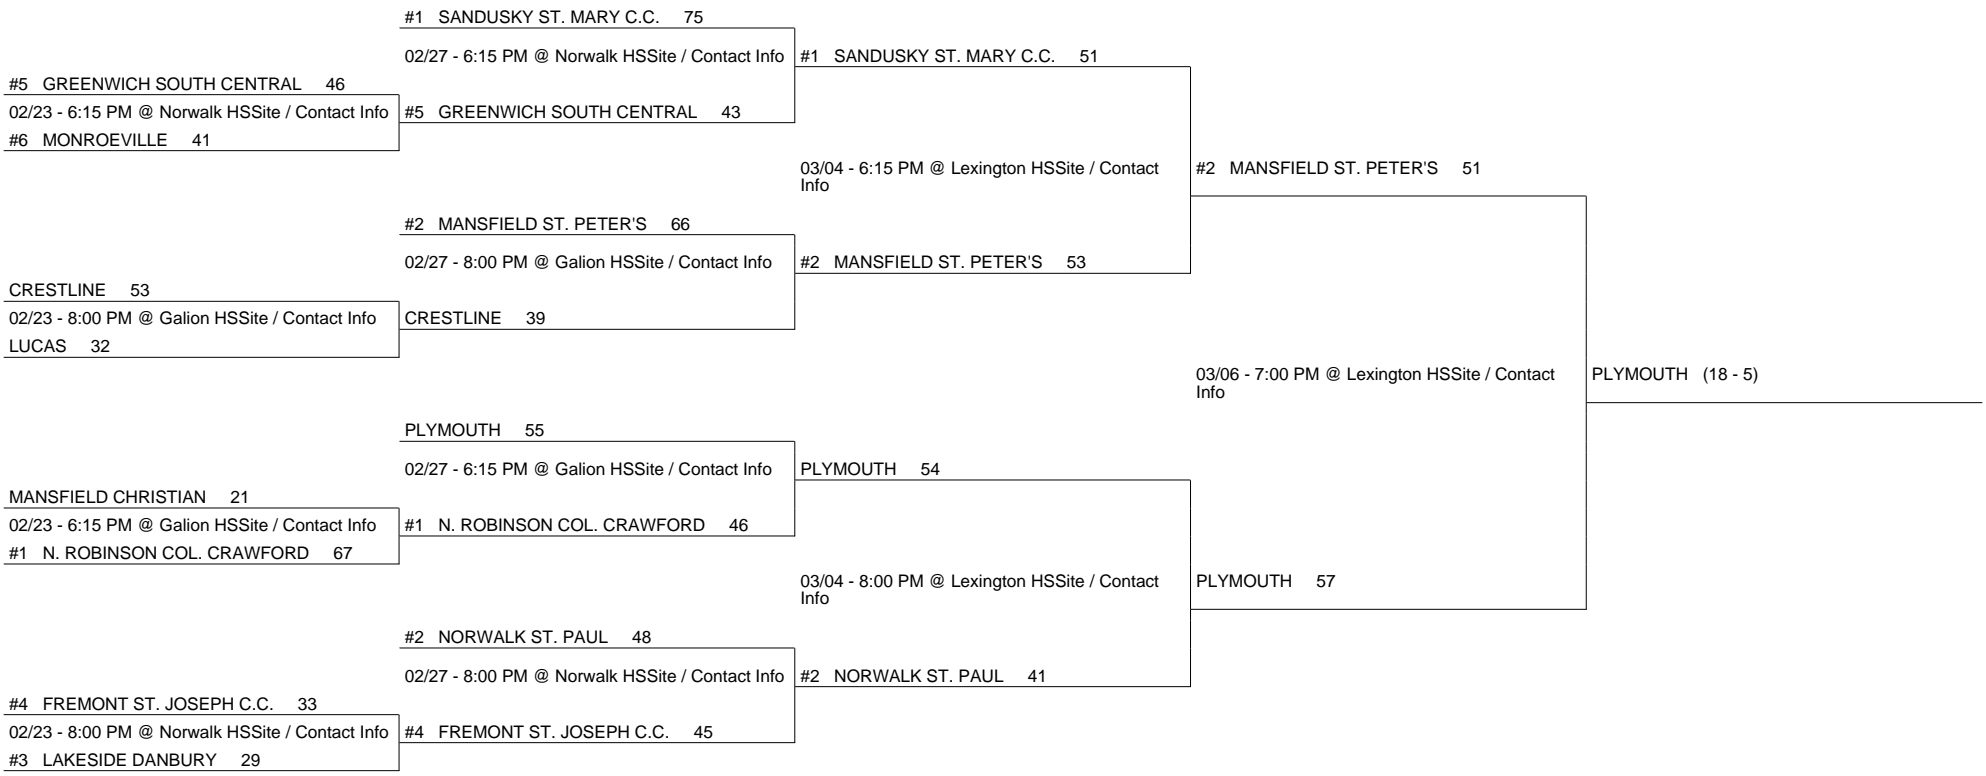 #1 SANDUSKY ST. MARY C.C. 75
02/27 - 6:15 PM @ Norwalk HSSite / Contact Info
#1 SANDUSKY ST. MARY C.C. 51
#5 GREENWICH SOUTH CENTRAL 46
02/23 - 6:15 PM @ Norwalk HSSite / Contact Info
#5 GREENWICH SOUTH CENTRAL 43
#6 MONROEVILLE 41
03/04 - 6:15 PM @ Lexington HSSite / Contact
Info
#2 MANSFIELD ST. PETER'S 51
#2 MANSFIELD ST. PETER'S 66
02/27 - 8:00 PM @ Galion HSSite / Contact Info
#2 MANSFIELD ST. PETER'S 53
CRESTLINE 53
02/23 - 8:00 PM @ Galion HSSite / Contact Info
CRESTLINE 39
LUCAS 32
03/06 - 7:00 PM @ Lexington HSSite / Contact
Info
PLYMOUTH (18 - 5)
PLYMOUTH 55
02/27 - 6:15 PM @ Galion HSSite / Contact Info
PLYMOUTH 54
MANSFIELD CHRISTIAN 21
02/23 - 6:15 PM @ Galion HSSite / Contact Info
#1 N. ROBINSON COL. CRAWFORD 46
#1 N. ROBINSON COL. CRAWFORD 67
03/04 - 8:00 PM @ Lexington HSSite / Contact
Info
PLYMOUTH 57
#2 NORWALK ST. PAUL 48
02/27 - 8:00 PM @ Norwalk HSSite / Contact Info
#2 NORWALK ST. PAUL 41
#4 FREMONT ST. JOSEPH C.C. 33
02/23 - 8:00 PM @ Norwalk HSSite / Contact Info
#4 FREMONT ST. JOSEPH C.C. 45
#3 LAKESIDE DANBURY 29